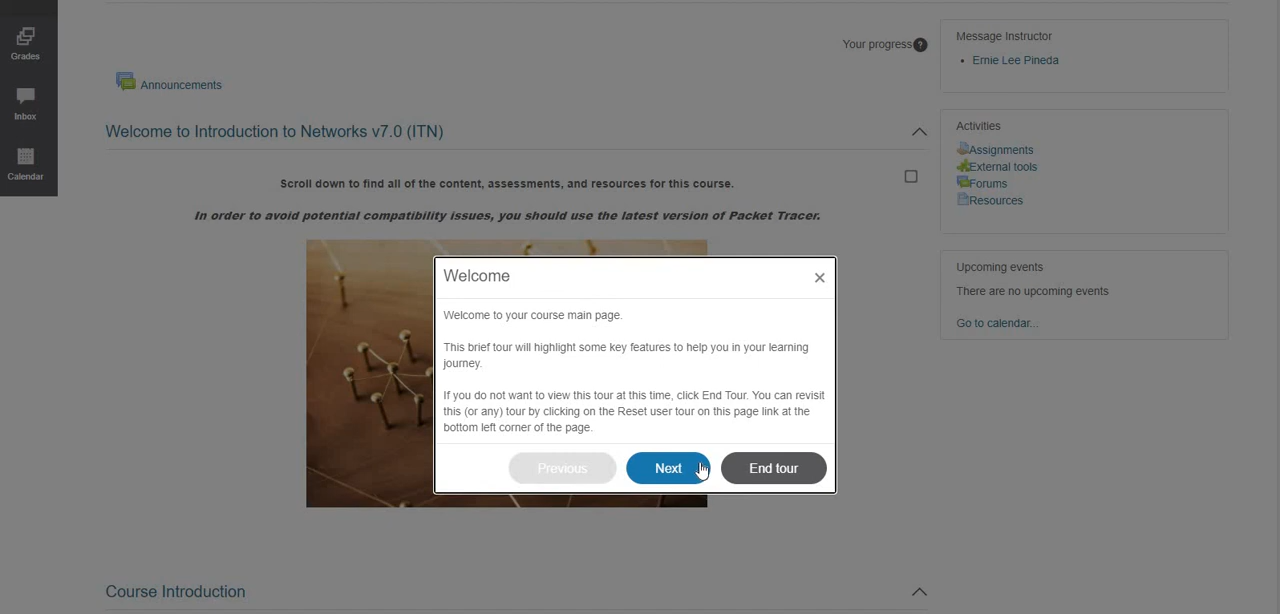 Grades
Inbox
Calendar
Your progress ?
Announcements
Welcome to Introduction to Networks v7.0 (ITN)
Scroll down to find all of the content, assessments, and resources for this course.
In order to avoid potential compatibility issues, you should use the latest version of Packet Tracer.
Welcome
×
Welcome to your course main page.
This brief tour will highlight some key features to help you in your learning
journey.
If you do not want to view this tour at this time, click End Tour. You can revisit
this (or any) tour by clicking on the Reset user tour on this page link at the
bottom left corner of the page.
Previous
Next
End tour
Course Introduction
Message Instructor
• Ernie Lee Pineda
Activities
Assignments
External tools
Forums
Resources
Upcoming events
There are no upcoming events
Go to calendar...